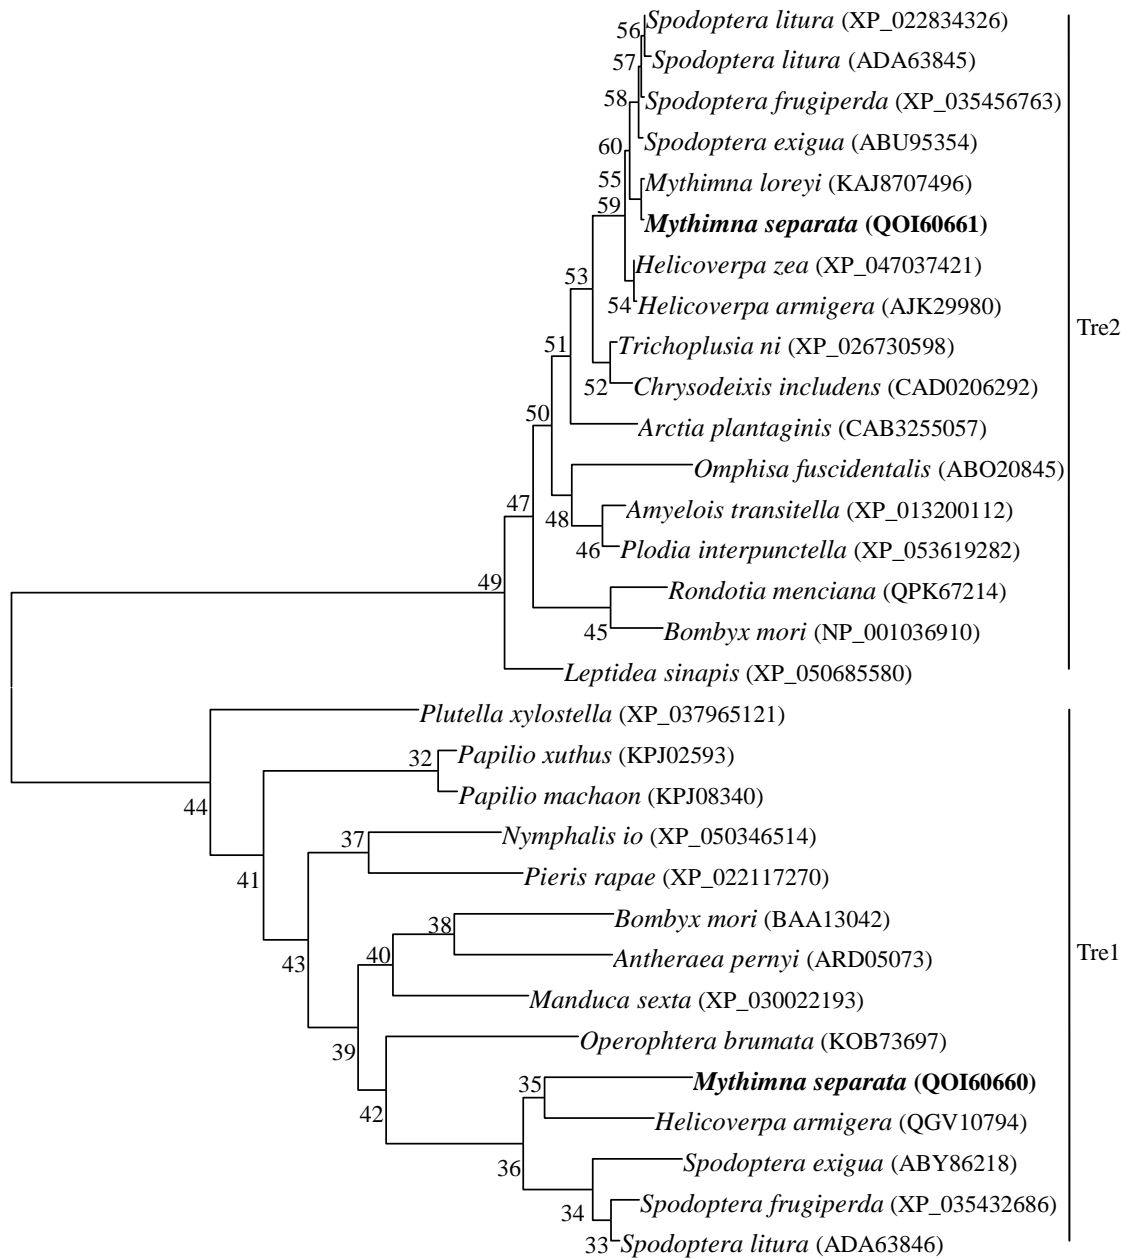 56
Spodoptera litura (XP_022834326)
57
Spodoptera litura (ADA63845)
58
Spodoptera frugiperda (XP_035456763)
60
Spodoptera exigua (ABU95354)
55
Mythimna loreyi (KAJ8707496)
59
Mythimna separata (QOI60661)
53
Helicoverpa zea (XP_047037421)
54
Helicoverpa armigera (AJK29980)
Tre2
51
Trichoplusia ni (XP_026730598)
52
Chrysodeixis includens (CAD0206292)
50
Arctia plantaginis (CAB3255057)
Omphisa fuscidentalis (ABO20845)
47
Amyelois transitella (XP_013200112)
48
46
Plodia interpunctella (XP_053619282)
49
Rondotia menciana (QPK67214)
45
Bombyx mori (NP_001036910)
Leptidea sinapis (XP_050685580)
Plutella xylostella (XP_037965121)
32
Papilio xuthus (KPJ02593)
44
Papilio machaon (KPJ08340)
37
Nymphalis io (XP_050346514)
41
Pieris rapae (XP_022117270)
38
Bombyx mori (BAA13042)
40
Antheraea pernyi (ARD05073)
Tre1
43
Manduca sexta (XP_030022193)
39
Operophtera brumata (KOB73697)
35
Mythimna separata (QOI60660)
42
Helicoverpa armigera (QGV10794)
36
Spodoptera exigua (ABY86218)
34
Spodoptera frugiperda (XP_035432686)
33
Spodoptera litura (ADA63846)